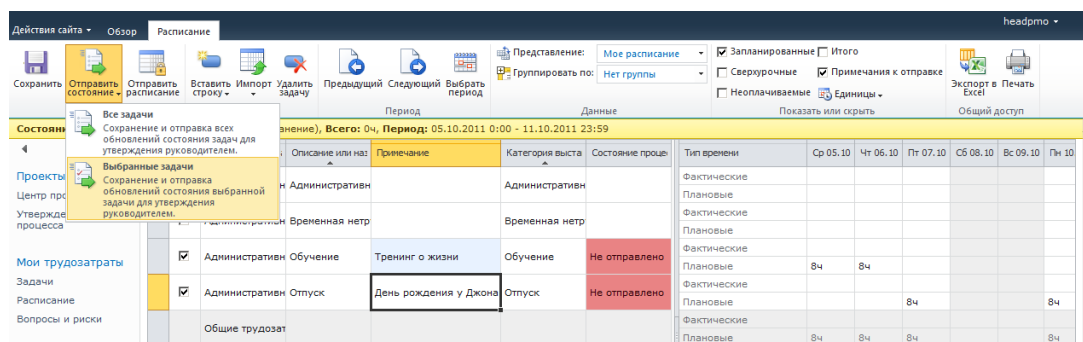 headpmo
Действия сайта Обзор Расписание
Сохранить Отправить состояние Отправить расписание Вставить строку Импорт Удалить задачу Предыдущий Следующий Выбрать период
Представление: Мое расписание
Группировать по: Нет группы
Запланированные Итого
Сверхурочные Примечания к отправке
Неоплачиваемые Единицы
Экспорт в Excel Печать
Период Данные Показать или скрыть Общий доступ
Все задачи
Сохранение и отправка всех
обновлений состояния задач для
утверждения руководителем.
Выбранные задачи
Сохранение и отправка
обновлений состояния выбранной
задачи для утверждения
руководителем.
Всего: 0ч, Период: 05.10.2011 0:00 - 11.10.2011 23:59
Описание или наз Примечание Категория выста Состояние проце Тип времени Ср 05.10 Чт 06.10 Пт 07.10 Сб 08.10 Вс 09.10 Пн 10
Проекты
Центр про
Утвержде
процесса
Мои трудозатраты
Задачи
Расписание
Вопросы и риски
Административн Административн Фактические
Плановые
Административн Временная нетр Временная нетр Фактические
Плановые
Административн Обучение Тренинг о жизни Обучение Не отправлено Фактические
Плановые 8ч 8ч
Административн Отпуск День рождения у Джона Отпуск Не отправлено Фактические
Плановые 8ч 8ч
Общие трудозат Фактические
Плановые 8ч 8ч 8ч 8ч